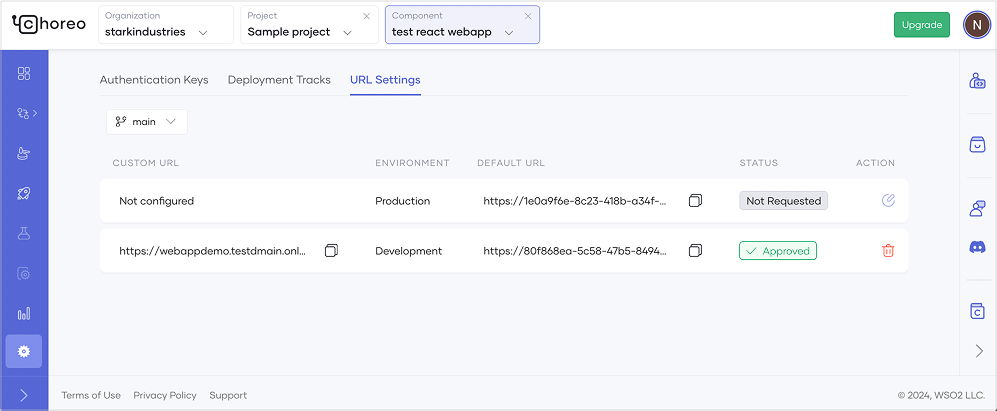 Choreo
Organization
starkindustries
Project
Sample project
Component
test react webapp
Upgrade
N
Authentication Keys Deployment Tracks URL Settings
main
CUSTOM URL ENVIRONMENT DEFAULT URL STATUS ACTION
Not configured Production https://1e0a9f6e-8c23-418b-a34f-... Not Requested
https://webappdemo.testdmain.onl... Development https://80f868ea-5c58-47b5-8494... Approved
Terms of Use Privacy Policy Support © 2024, WSO2 LLC.